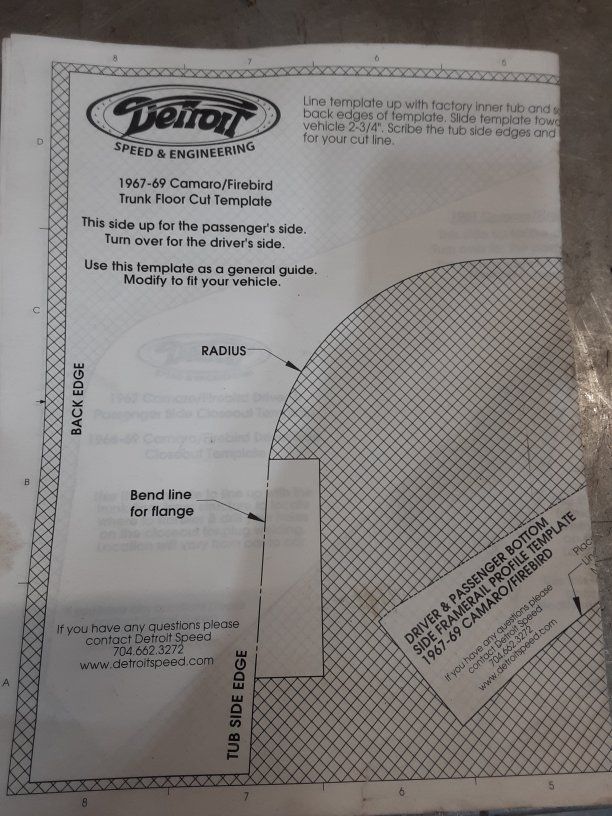 8 7 6 5
Detroit
SPEED & ENGINEERING
Line template up with factory inner tub and
back edges of template. Slide template
vehicle 2-3/4". Scribe the tub side edges and
for your cut line.
D
1967-69 Camaro/Firebird
Trunk Floor Cut Template
This side up for the passenger's side.
Turn over for the driver's side.
Use this template as a general guide.
Modify to fit your vehicle.
C
RADIUS
BACK EDGE
B
Bend line
for flange
DRIVER & PASSENGER BOTTOM
SIDE FRAMERAIL PROFILE TEMPLATE
1967-69 CAMARO/FIREBIRD
If you have any questions please
contact Detroit Speed
704.662.3272
www.detroitspeed.com
If you have any questions please
contact Detroit Speed
704.662.3272
www.detroitspeed.com
A
TUB SIDE EDGE
8 7 6 5